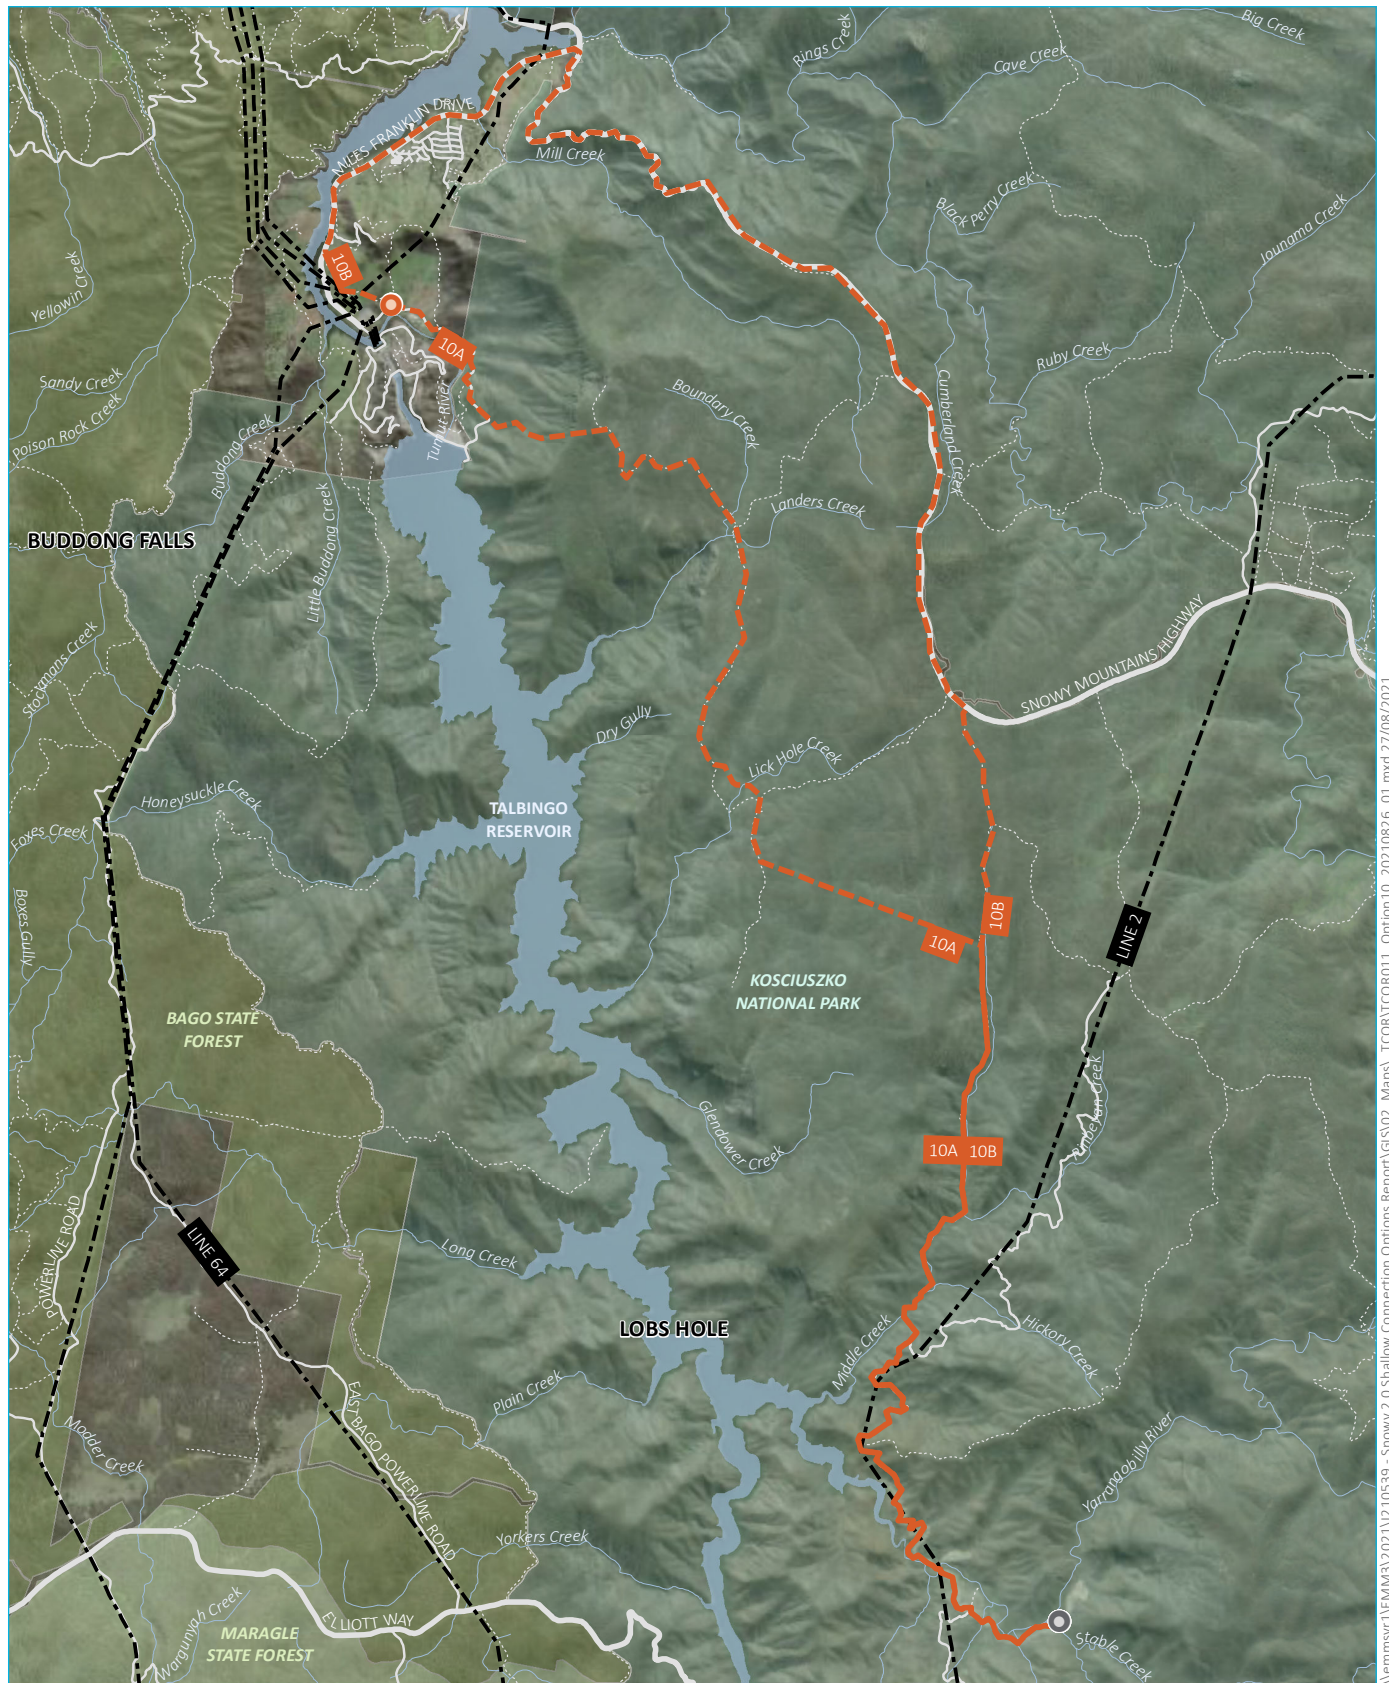 Big Creek
Rings Creek
Cave Creek
MILES FRANKLIN DRIVE
Mill Creek
Black Perry Creek
Jounama Creek
Yellowin Creek
10B
10A
Ruby Creek
Sandy Creek
Poison Rock Creek
Boundary Creek
Cumberland Creek
Buddong Creek
Tumut River
Little Buddong Creek
Landers Creek
BUDDONG FALLS
SNOWY MOUNTAINS HIGHWAY
Stockmans Creek
Dry Gully
Lick Hole Creek
Honeysuckle Creek
TALBINGO
RESERVOIR
Foxes Creek
Boxes Gully
10B
10A
LINE 2
KOSCIUSZKO
NATIONAL PARK
BAGO STATE
FOREST
Glendower Creek
10A 10B
POWERLINE ROAD
LINE 64
Long Creek
LOBS HOLE
Middle Creek
Hickory Creek
Plain Creek
EAST BAGO POWERLINE ROAD
Modder Creek
Yarrangobilly River
Yorkers Creek
Wargunyah Creek
ELLIOTT WAY
MARAGLE
STATE FOREST
Stable Creek